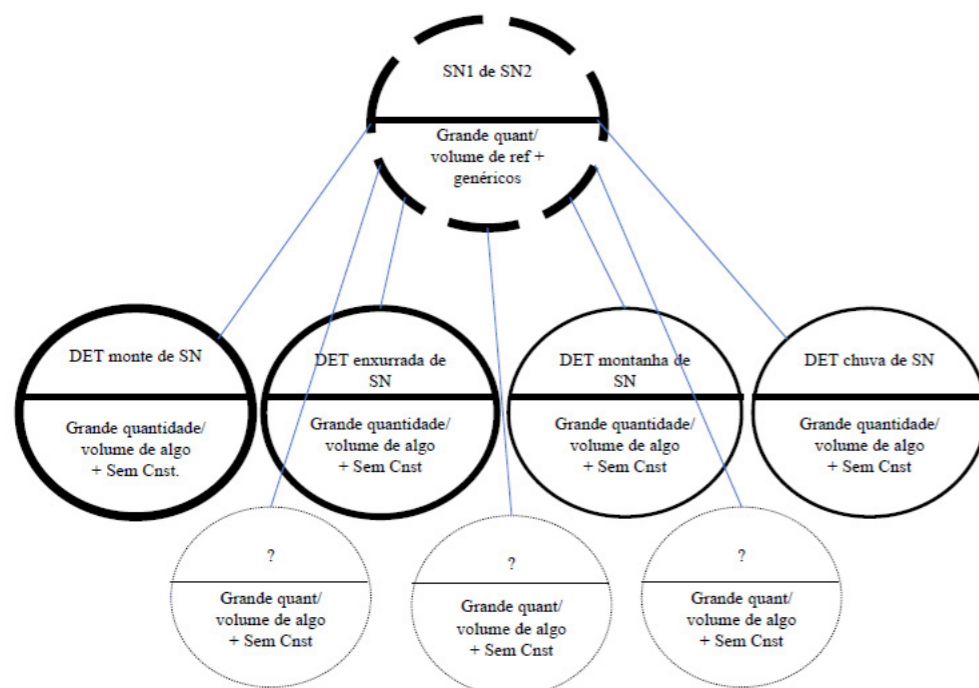 SN1 de SN2
Grande quant/
volume de ref +
genéricos
DET monte de SN
Grande quantidade/
volume de algo
+ Sem Cnst.
DET enxurrada de
SN
Grande quantidade/
volume de algo
+ Sem Cnst
DET montanha de
SN
Grande quantidade/
volume de algo
+ Sem Cnst
DET chuva de SN
Grande quantidade/
volume de algo
+ Sem Cnst
?
Grande quant/
volume de algo
+ Sem Cnst
?
Grande quant/
volume de algo
+ Sem Cnst
?
Grande quant/
volume de algo
+ Sem Cnst